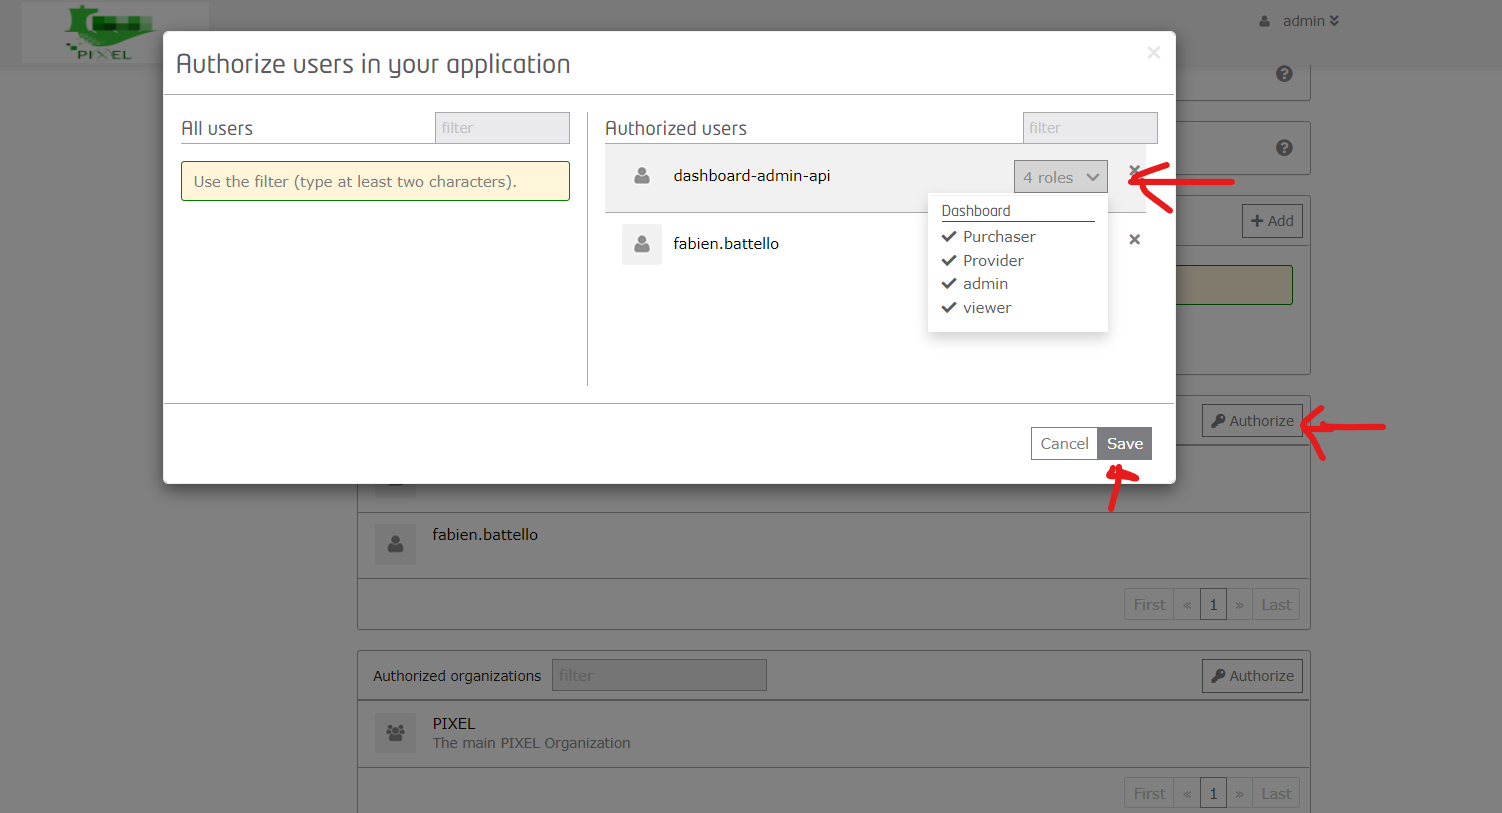 PIXEL
admin
Authorize users in your application
×
All users
filter
Authorized users
filter
Use the filter (type at least two characters).
dashboard-admin-api
4 roles
Dashboard
Purchaser
Provider
admin
viewer
fabien.battello
+ Add
Authorize
Cancel
Save
fabien.battello
First « 1 » Last
Authorized organizations
filter
Authorize
PIXEL
The main PIXEL Organization
First « 1 » Last